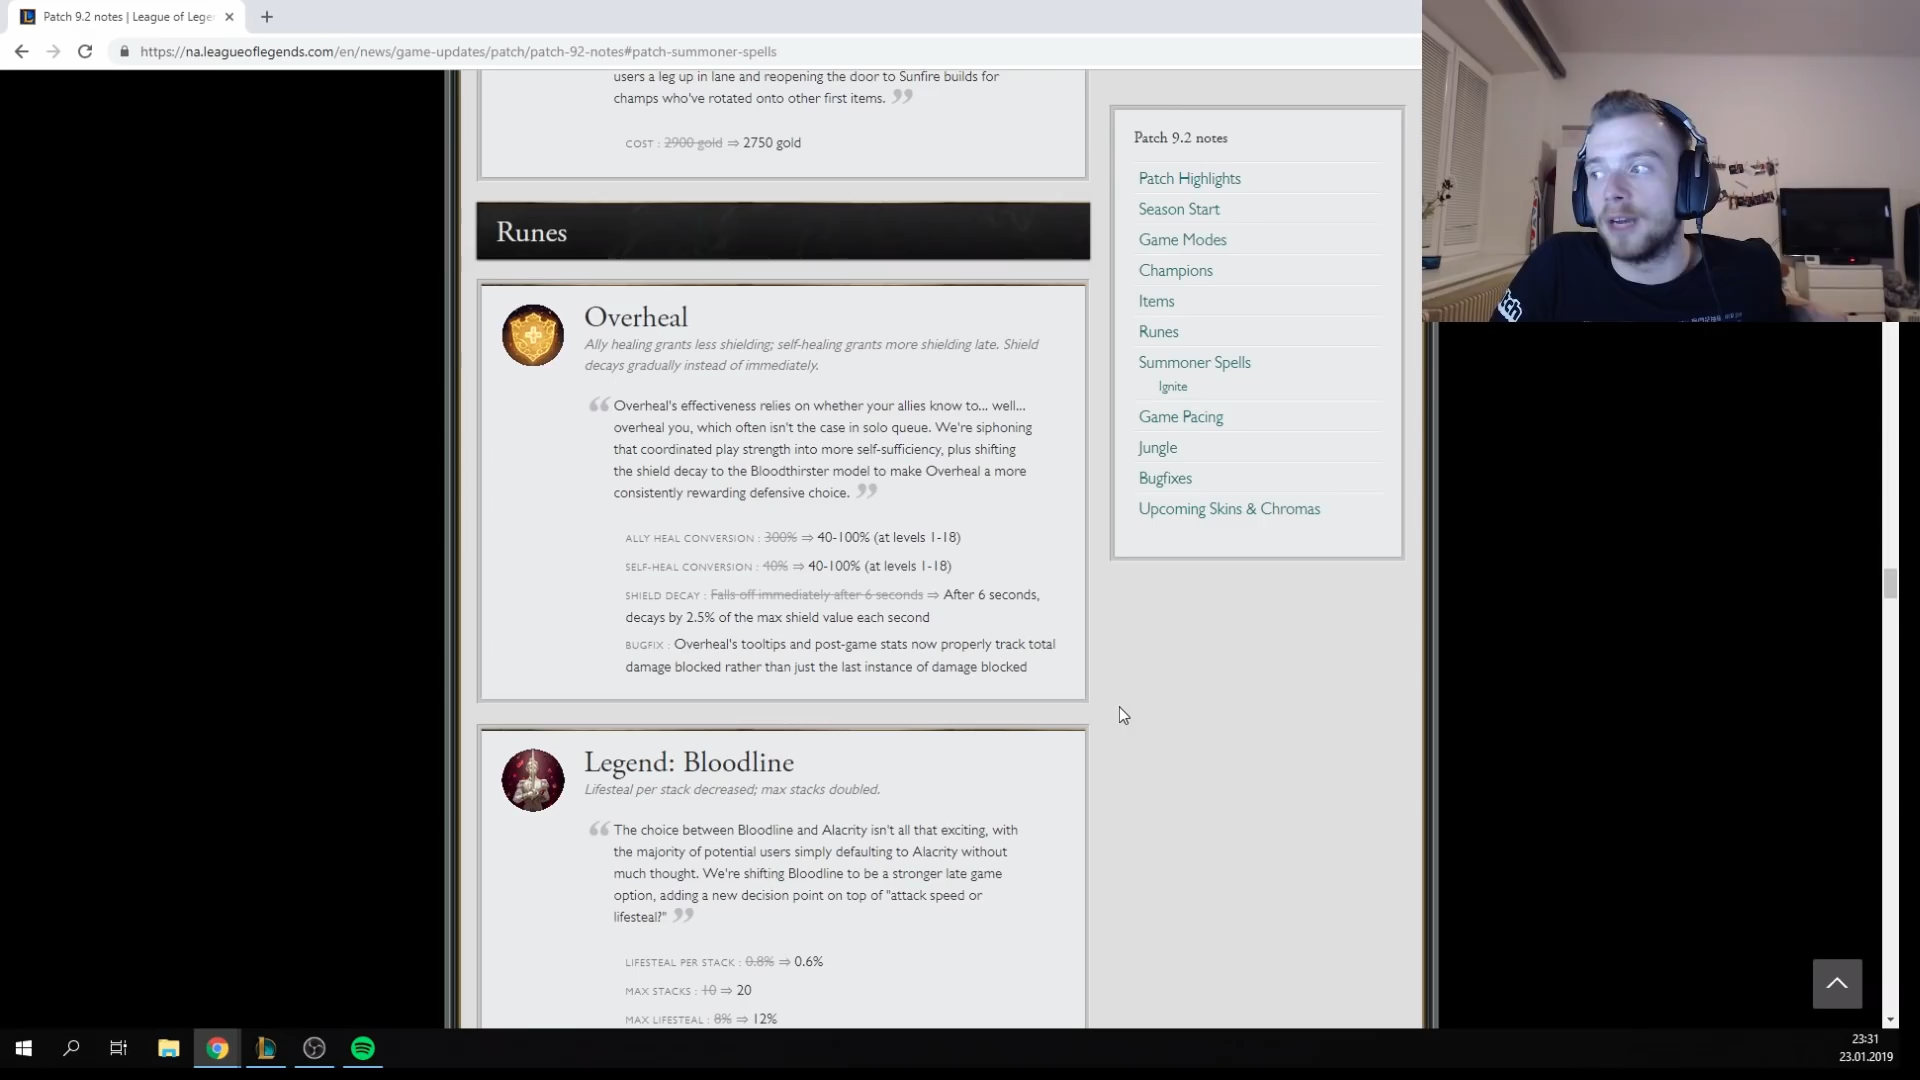 Patch 9.2 notes | League of Lege
https://na.leagueoflegends.com/en/news/game-updates/patch/patch-92-notes#patch-summoner-spells
users a leg up in lane and reopening the door to Sunfire builds for
champs who've rotated onto other first items. ”
COST : 2900 gold ⇒ 2750 gold
Runes
Overheal
Ally healing grants less shielding; self-healing grants more shielding late. Shield
decays gradually instead of immediately.
“ Overheal's effectiveness relies on whether your allies know to... well...
overheal you, which often isn't the case in solo queue. We're siphoning
that coordinated play strength into more self-sufficiency, plus shifting
the shield decay to the Bloodthirster model to make Overheal a more
consistently rewarding defensive choice. ”
ALLY HEAL CONVERSION : 300% ⇒ 40-100% (at levels 1-18)
SELF-HEAL CONVERSION : 40% ⇒ 40-100% (at levels 1-18)
SHIELD DECAY : Falls off immediately after 6 seconds ⇒ After 6 seconds,
decays by 2.5% of the max shield value each second
BUGFIX : Overheal's tooltips and post-game stats now properly track total
damage blocked rather than just the last instance of damage blocked
Legend: Bloodline
Lifesteal per stack decreased; max stacks doubled.
“ The choice between Bloodline and Alacrity isn't all that exciting, with
the majority of potential users simply defaulting to Alacrity without
much thought. We're shifting Bloodline to be a stronger late game
option, adding a new decision point on top of "attack speed or
lifesteal?" ”
LIFESTEAL PER STACK : 0.8% ⇒ 0.6%
MAX STACKS : 10 ⇒ 20
MAX LIFESTEAL : 8% ⇒ 12%
Patch 9.2 notes
Patch Highlights
Season Start
Game Modes
Champions
Items
Runes
Summoner Spells
Ignite
Game Pacing
Jungle
Bugfixes
Upcoming Skins & Chromas
23:31
23.01.2019